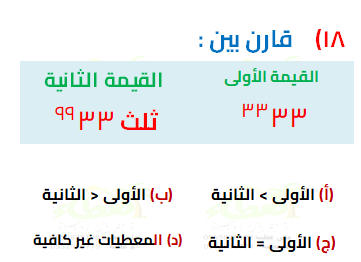 ١٨) قارن بين :
القيمة الأولى القيمة الثانية
٣٣ ٣٣ ثلث ٣٣ ٩٩
(أ) الأولى > الثانية (ب) الأولى < الثانية
(ج) الأولى = الثانية (د) المعطيات غير كافية